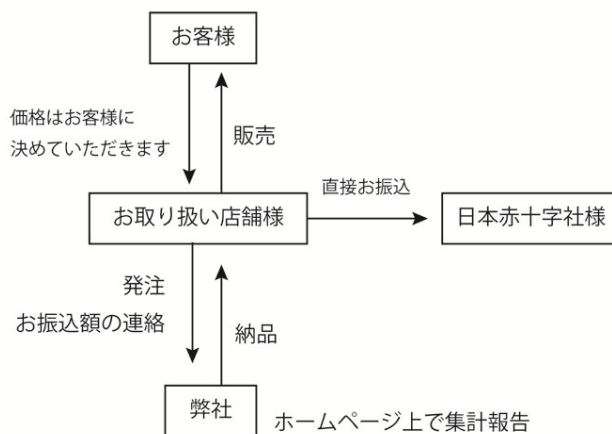 お客様
価格はお客様に
決めていただきます
販売
直接お振込
お取り扱い店舗様
日本赤十字社様
発注
お振込額の連絡
納品
弊社
ホームページ上で集計報告